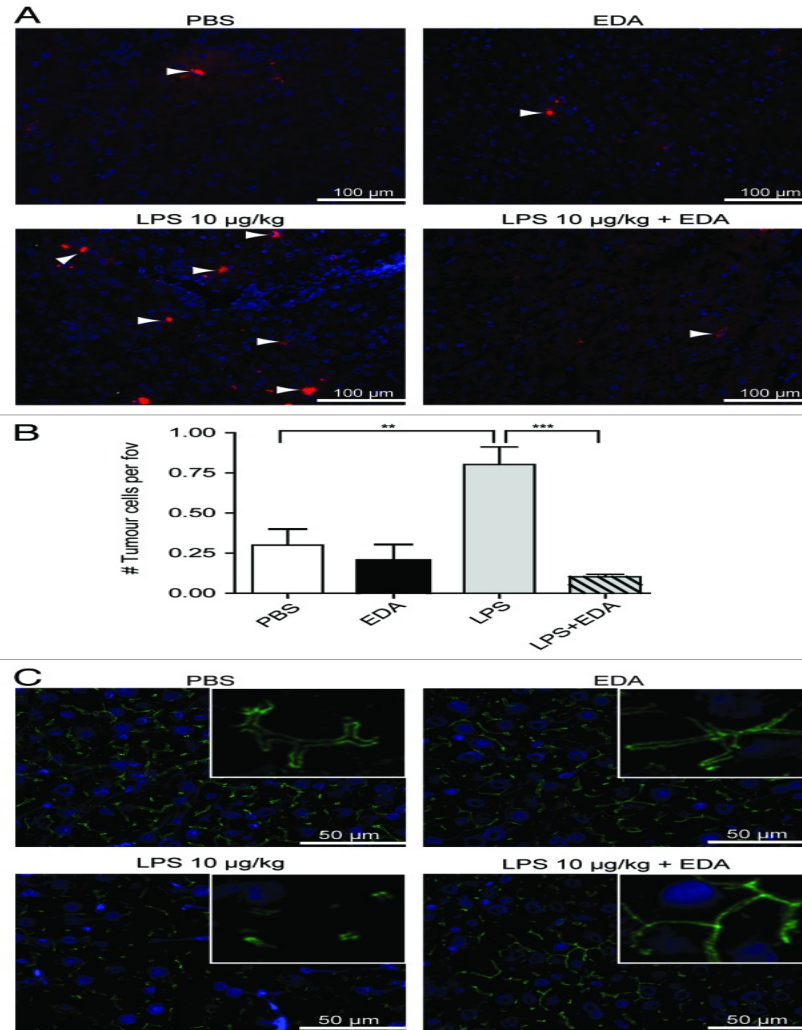 A
PBS
EDA
100 µm
100 µm
LPS 10 µg/kg
LPS 10 µg/kg + EDA
100 µm
100 µm
B
# Tumour cells per fov
1.00
0.75
0.50
0.25
0.00
**
***
PBS
EDA
LPS
LPS+EDA
C
PBS
EDA
50 µm
50 µm
LPS 10 µg/kg
LPS 10 µg/kg + EDA
50 µm
50 µm